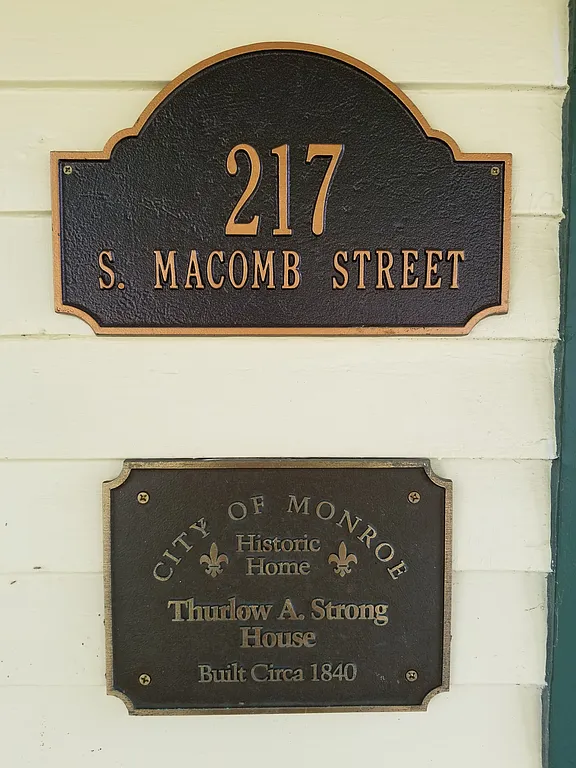 217
S. MACOMB STREET
CITY OF MONROE
Historic
Home
Thurlow A. Strong
House
Built Circa 1840